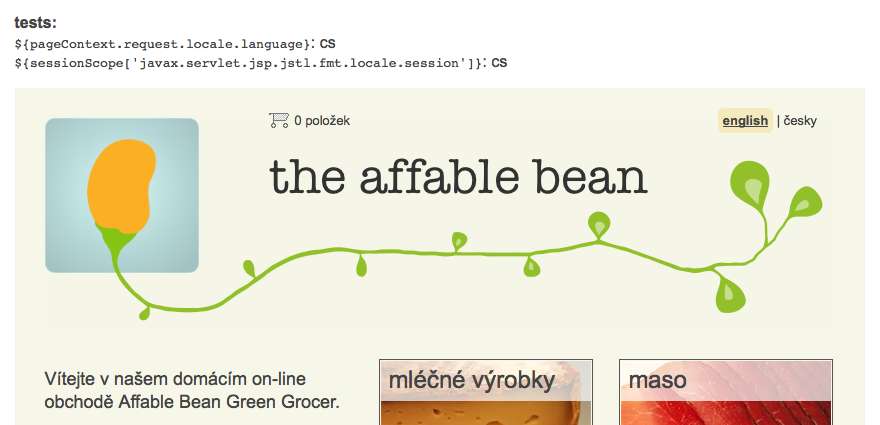 tests:
${pageContext.request.locale.language}: CS
${sessionScope['javax.servlet.jsp.jstl.fmt.locale.session']}: CS
0 položek
english | česky
the affable bean
Vítejte v našem domácím on-line
obchodě Affable Bean Green Grocer.
mléčné výrobky
maso